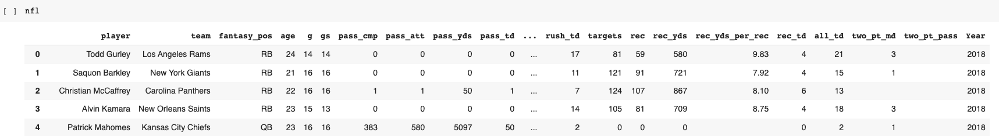 [ ] nfl
player team fantasy_pos age g gs pass_cmp pass_att pass_yds pass_td ... rush_td targets rec rec_yds rec_yds_per_rec rec_td all_td two_pt_md two_pt_pass Year
0 Todd Gurley Los Angeles Rams RB 24 14 14 0 0 0 0 ... 17 81 59 580 9.83 4 21 3 2018
1 Saquon Barkley New York Giants RB 21 16 16 0 0 0 0 ... 11 121 91 721 7.92 4 15 1 2018
2 Christian McCaffrey Carolina Panthers RB 22 16 16 1 1 50 1 ... 7 124 107 867 8.10 6 13 2018
3 Alvin Kamara New Orleans Saints RB 23 15 13 0 0 0 0 ... 14 105 81 709 8.75 4 18 3 2018
4 Patrick Mahomes Kansas City Chiefs QB 23 16 16 383 580 5097 50 ... 2 0 0 0 0 2 1 2018